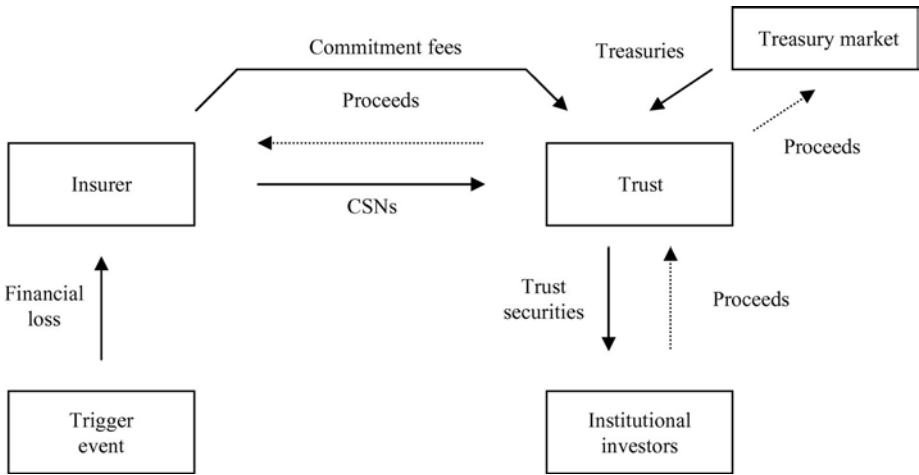 Commitment fees
Treasuries
Treasury market
Proceeds
Proceeds
Insurer
Trust
CSNs
Financial
loss
Trust
securities
Proceeds
Trigger
event
Institutional
investors